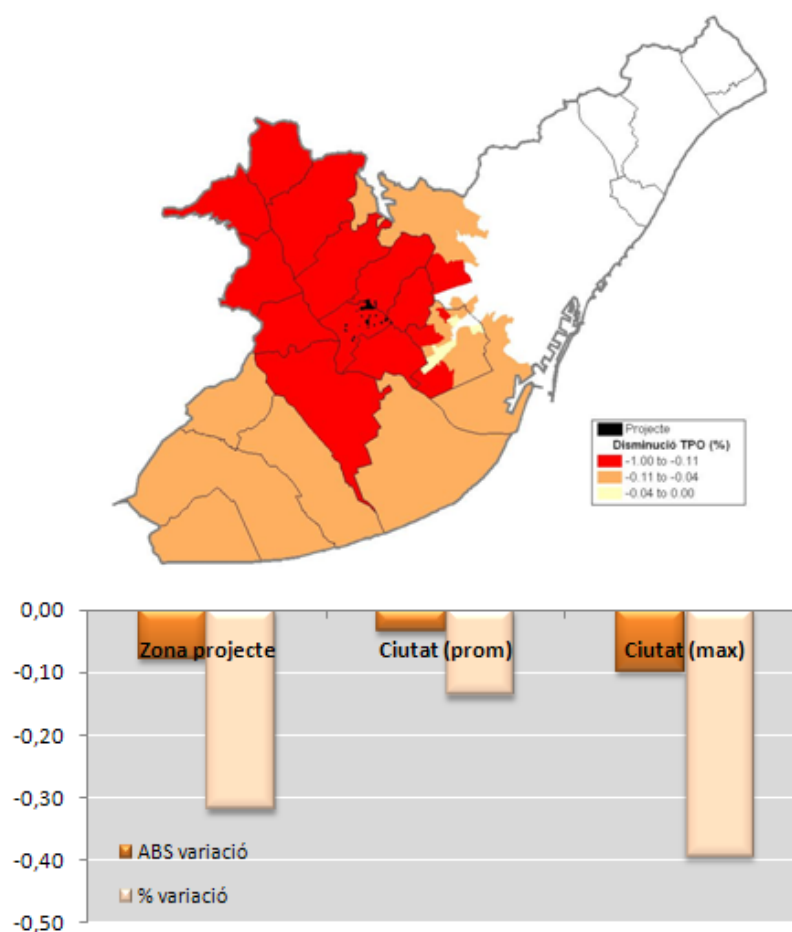 Projecte
Disminució TPO (%)
-1.00 to -0.11
-0.11 to -0.04
-0.04 to 0.00
0,00
Zona projecte
Ciutat (prom)
Ciutat (max)
-0,10
-0,20
-0,30
-0,40
-0,50
ABS variació
% variació